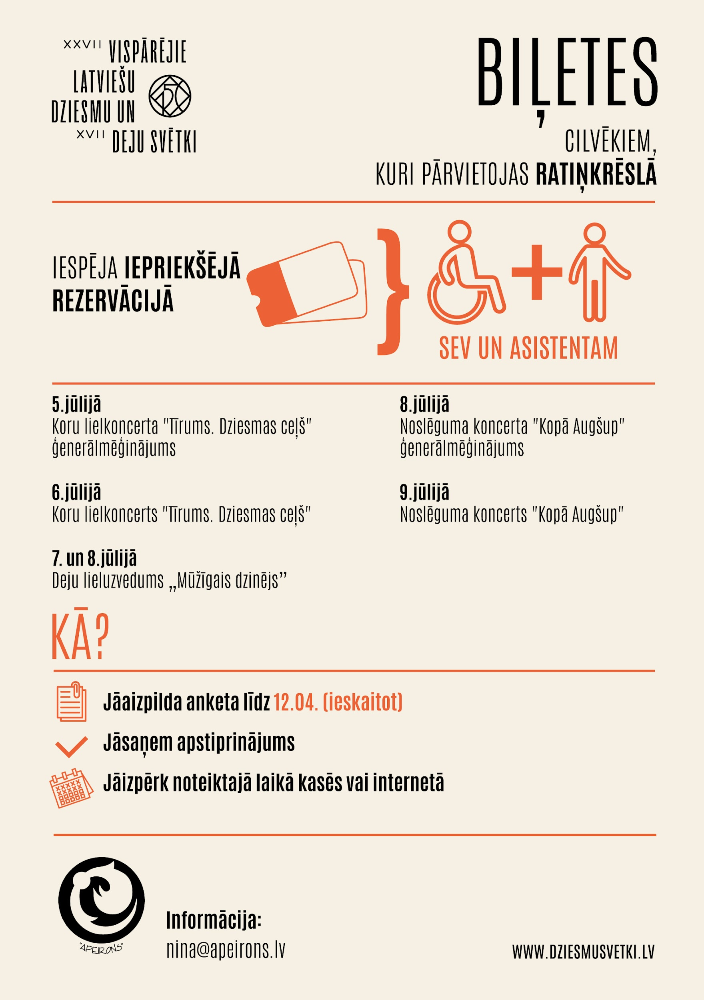 XXVII VISPĀRĒJIE
LATVIEŠU
DZIESMU UN
XVII DEJU SVĒTKI
150
BIĻETES
CILVĒKIEM,
KURI PĀRVIETOJAS RATIŅKRĒSLĀ
IESPĒJA IEPRIEKŠĒJĀ
REZERVĀCIJĀ
SEV UN ASISTENTAM
5.jūlijā
Koru lielkoncerta "Tīrums. Dziesmas ceļš"
ģenerālmēģinājums
6.jūlijā
Koru lielkoncerts "Tīrums. Dziesmas ceļš"
7. un 8.jūlijā
Deju lieluzvedums „Mūžīgais dzinējs”
8.jūlijā
Noslēguma koncerta "Kopā Augšup"
ģenerālmēģinājums
9.jūlijā
Noslēguma koncerts "Kopā Augšup"
KĀ?
Jāaizpilda anketa līdz 12.04. (ieskaitot)
Jāsaņem apstiprinājums
Jāizpērk noteiktajā laikā kasēs vai internetā
"APEIRONS"
Informācija:
nina@apeirons.lv
WWW.DZIESMUSVETKI.LV